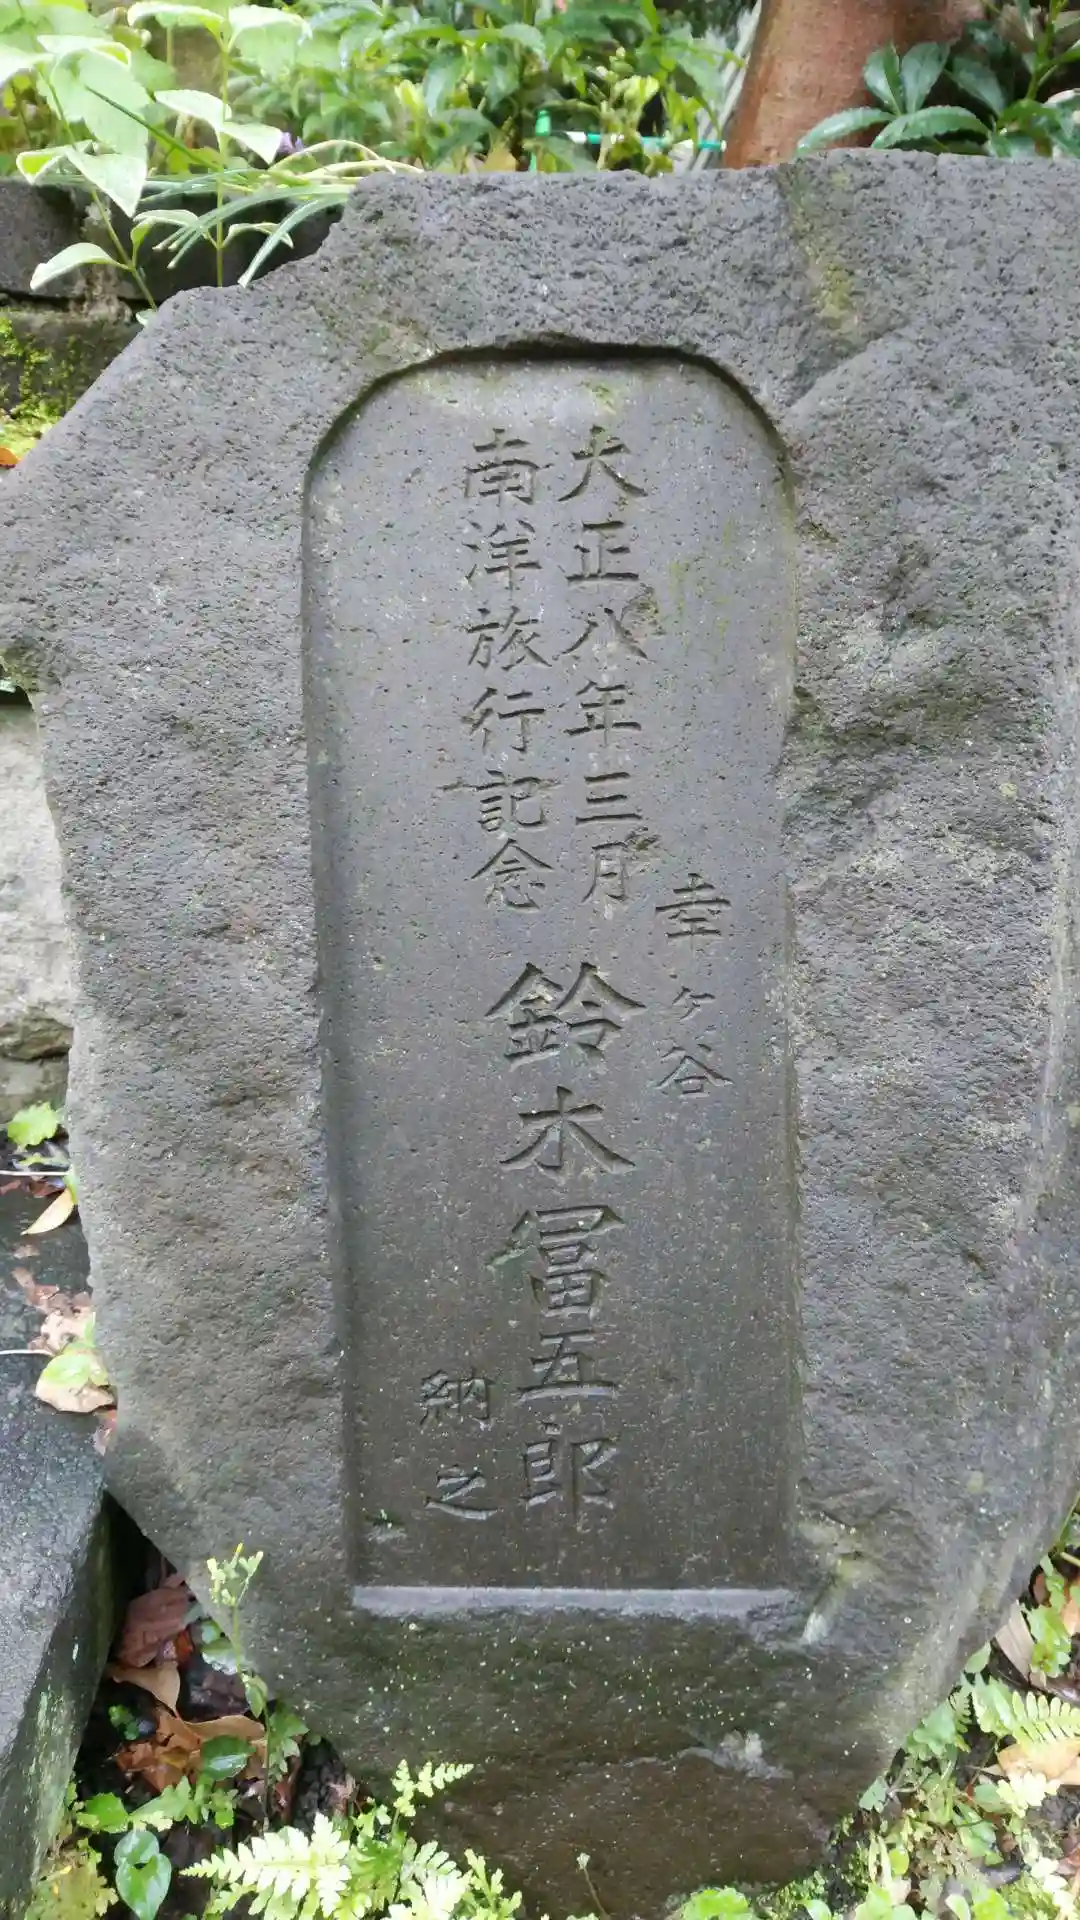 幸ヶ谷
大正八年三月
南洋旅行記念
鈴木冨五郎
納之